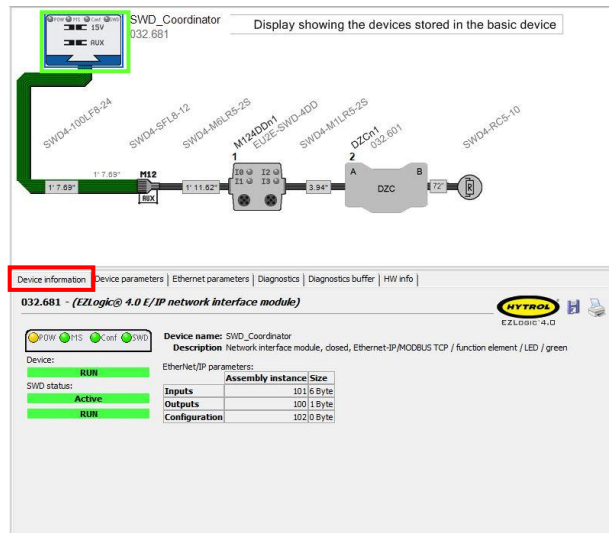 POW MS Conf SWD
15V
AUX
SWD_Coordinator
032.681
Display showing the devices stored in the basic device
SWD4-100LF8-24
SWD4-SFL8-12
SWD4-M6LR5-2S
M124DDn1
EU2E-SWD-4DD
SWD4-M1LR5-2S
DZCn1
032.601
SWD4-RC5-10
1' 7.69"
1' 7.69"
M12
AUX
1' 11.62"
1
I0 I2
I1 I3
3.94"
2
A B
DZC
72"
R
Device information Device parameters Ethernet parameters Diagnostics Diagnostics buffer HW info
032.681 - (EZLogic® 4.0 E/IP network interface module)
HYTROL
EZLOGIC 4.0
POW MS Conf SWD
Device name: SWD_Coordinator
Description Network interface module, closed, Ethernet-IP/MODBUS TCP / function element / LED / green
Device:
RUN
SWD status:
Active
RUN
EtherNet/IP parameters:
Assembly instance Size
Inputs 101 6 Byte
Outputs 100 1 Byte
Configuration 102 0 Byte